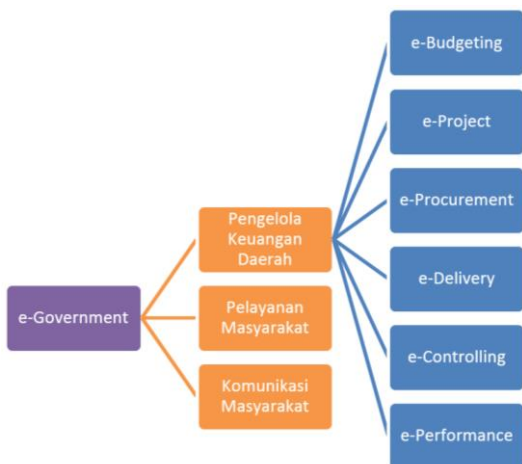 e-Government
Pengelola
Keuangan
Daerah
Pelayanan
Masyarakat
Komunikasi
Masyarakat
e-Budgeting
e-Project
e-Procurement
e-Delivery
e-Controlling
e-Performance